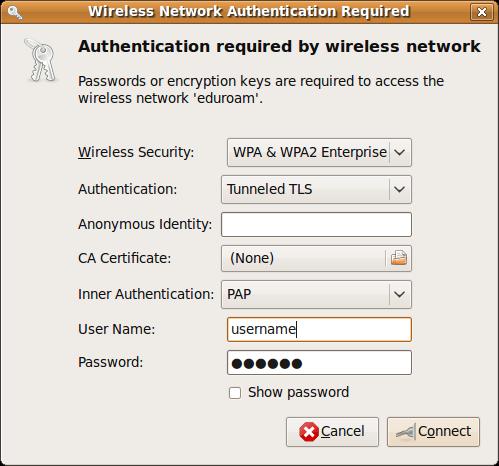 Wireless Network Authentication Required
Authentication required by wireless network
Passwords or encryption keys are required to access the
wireless network 'eduroam'.
Wireless Security: WPA & WPA2 Enterprise
Authentication: Tunneled TLS
Anonymous Identity:
CA Certificate: (None)
Inner Authentication: PAP
User Name: username
Password: ●●●●●●
Show password
Cancel Connect